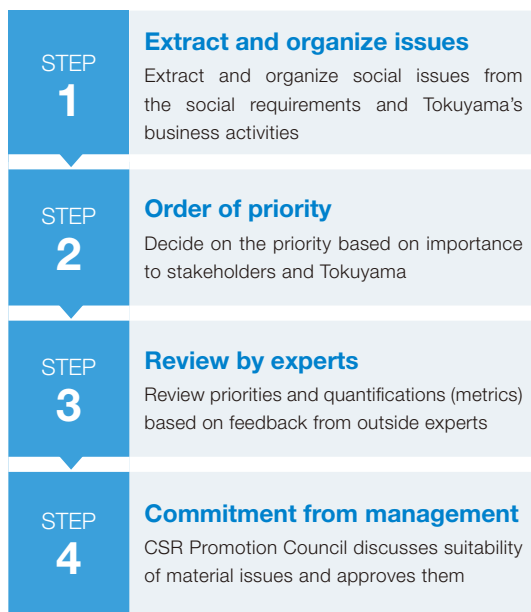 STEP
1
Extract and organize issues
Extract and organize social issues from
the social requirements and Tokuyama's
business activities
STEP
2
Order of priority
Decide on the priority based on importance
to stakeholders and Tokuyama
STEP
3
Review by experts
Review priorities and quantifications (metrics)
based on feedback from outside experts
STEP
4
Commitment from management
CSR Promotion Council discusses suitability
of material issues and approves them